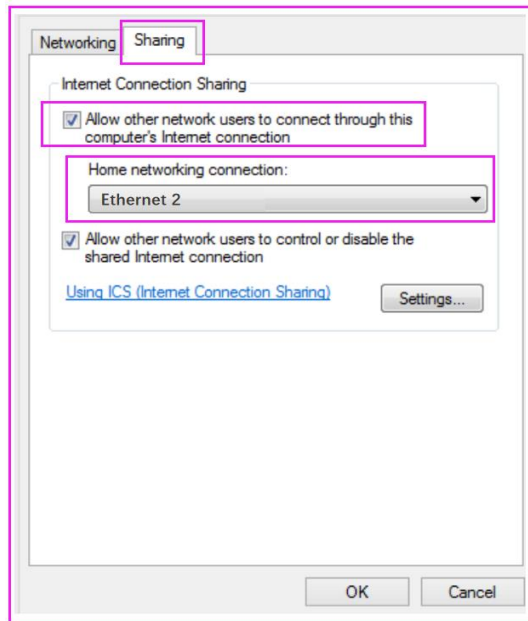 Networking
Sharing
Internet Connection Sharing
Allow other network users to connect through this
computer's Internet connection
Home networking connection:
Ethernet 2
Allow other network users to control or disable the
shared Internet connection
Using ICS (Internet Connection Sharing)
Settings...
OK
Cancel